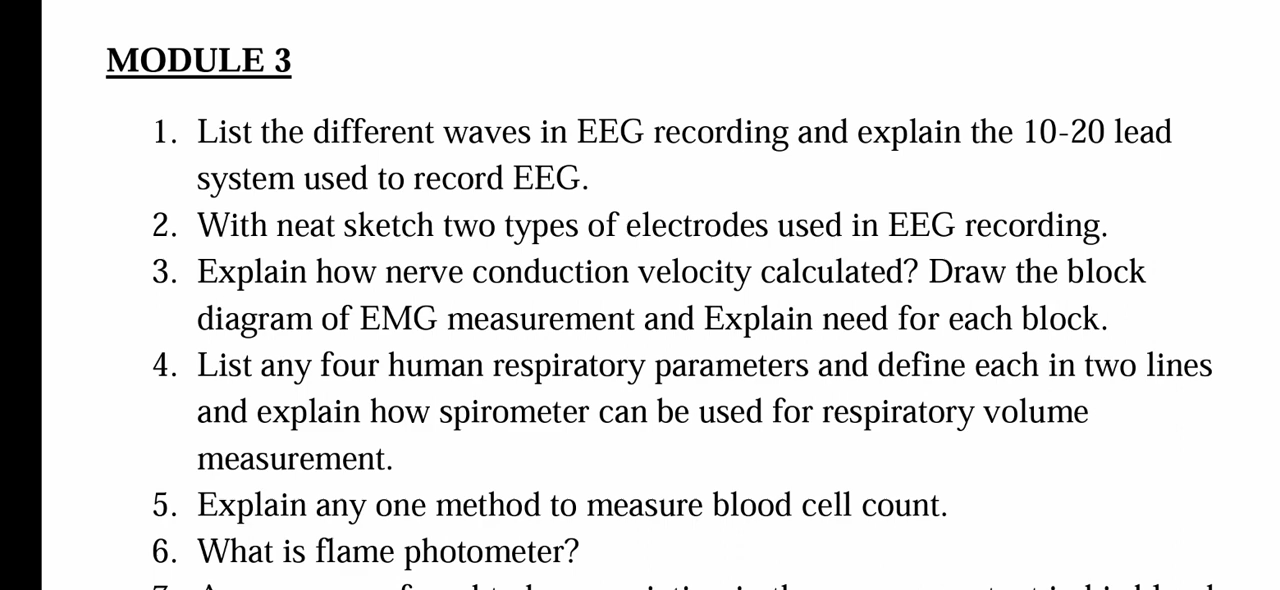 MODULE 3
1. List the different waves in EEG recording and explain the 10-20 lead
system used to record EEG.
2. With neat sketch two types of electrodes used in EEG recording.
3. Explain how nerve conduction velocity calculated? Draw the block
diagram of EMG measurement and Explain need for each block.
4. List any four human respiratory parameters and define each in two lines
and explain how spirometer can be used for respiratory volume
measurement.
5. Explain any one method to measure blood cell count.
6. What is flame photometer?